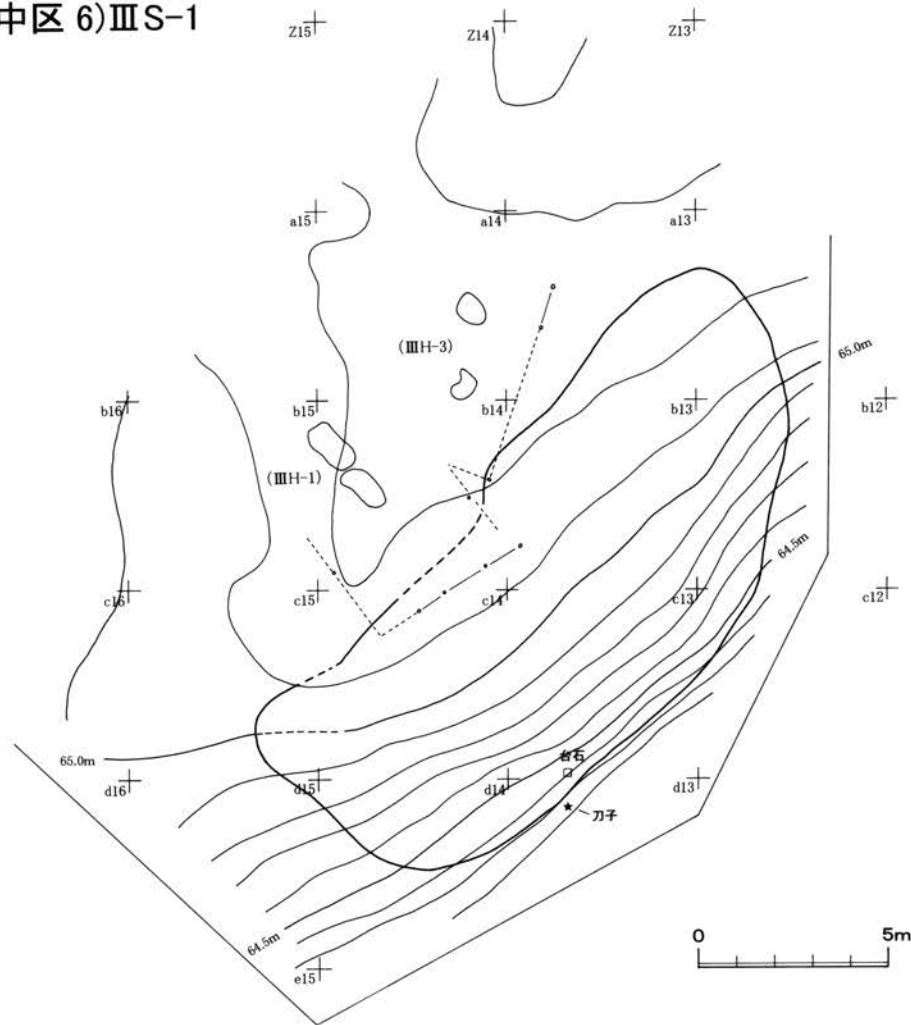 中区 6)ⅢS-1
Z15
Z14
Z13
a15
a14
a13
(ⅢH-3)
65.0m
b16
b15
b14
b13
b12
(ⅢH-1)
64.5m
c16
c15
c14
c13
c12
65.0m
台石
d16
d15
d14
d13
刀子
64.5m
e15
0 5m